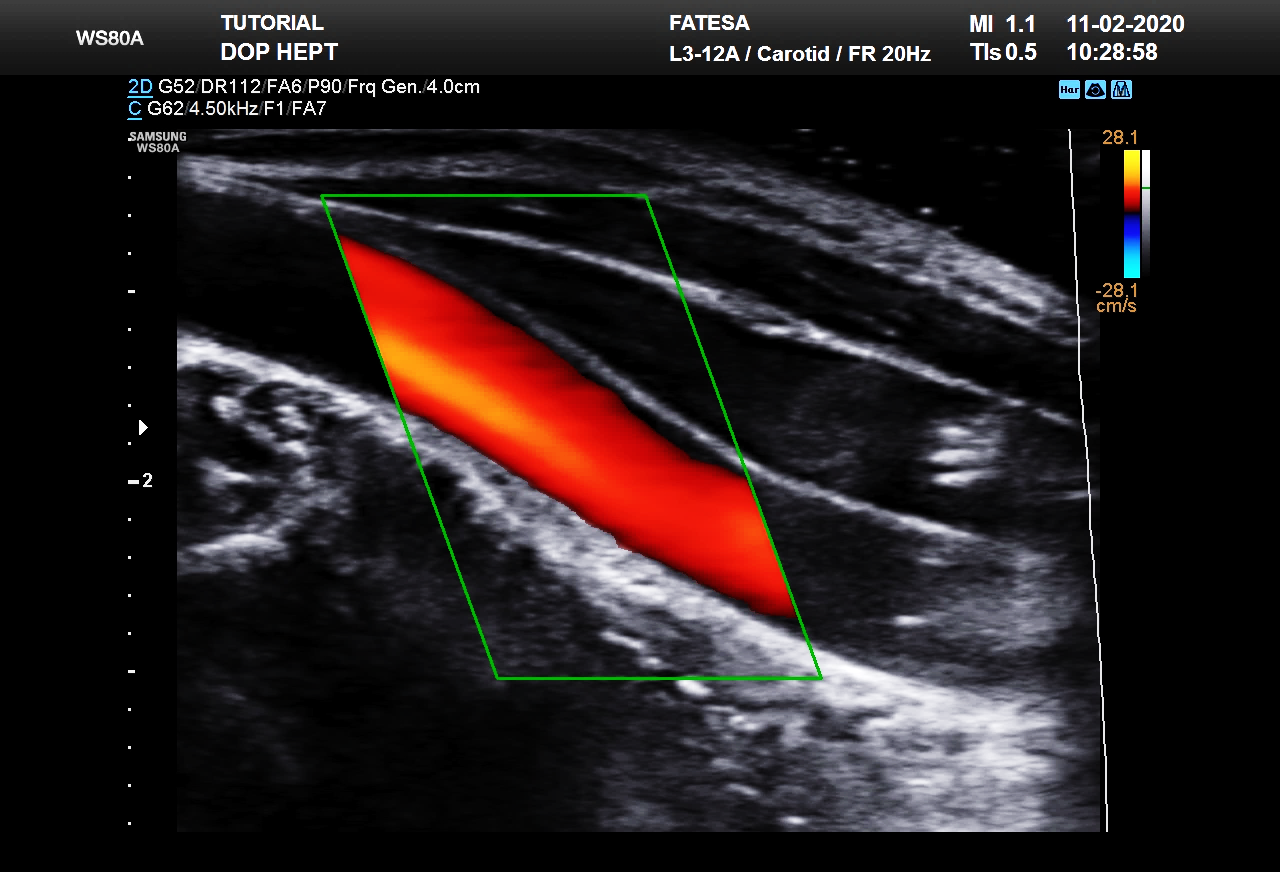 WS80A
TUTORIAL
DOP HEPT
FATESA
L3-12A / Carotid / FR 20Hz
MI 1.1
TIs 0.5
11-02-2020
10:28:58
2D G52/DR112/FA6/P90/Frq Gen./4.0cm
C G62/4.50kHz/F1/FA7
Har
SAMSUNG
WS80A
28.1
-28.1
cm/s
2